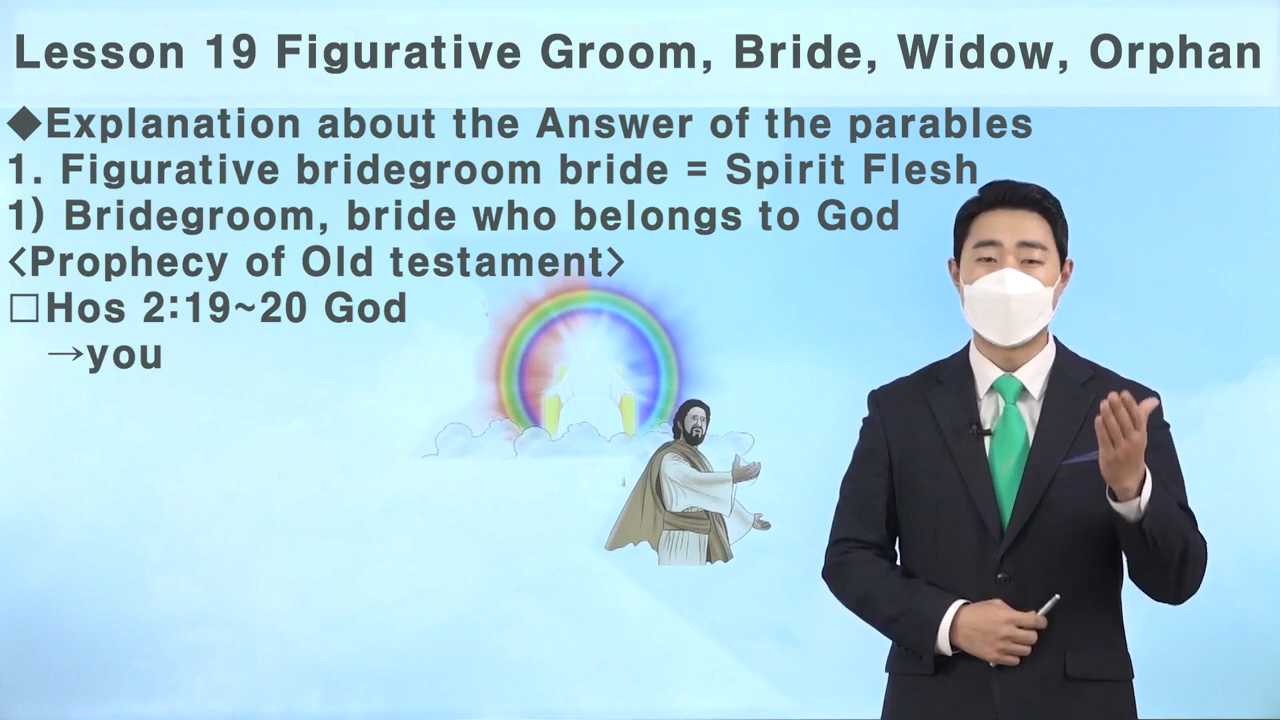 Lesson 19 Figurative Groom, Bride, Widow, Orphan
◆Explanation about the Answer of the parables
1. Figurative bridegroom bride = Spirit Flesh
1) Bridegroom, bride who belongs to God
<Prophecy of Old testament>
□Hos 2:19~20 God
→you